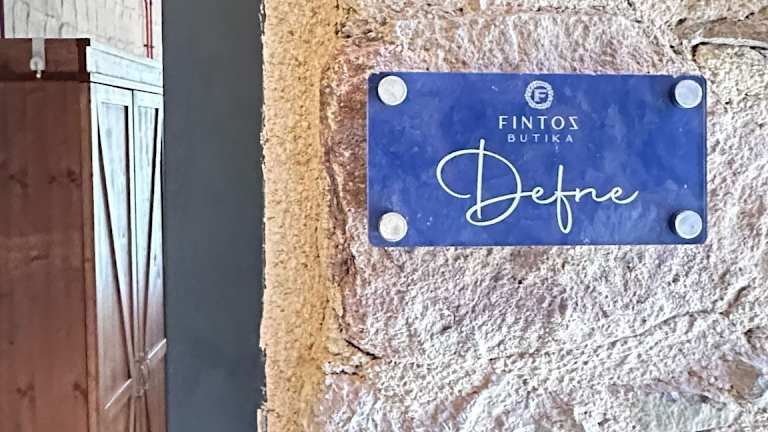 F
FINTOS
BUTIKA
Defne